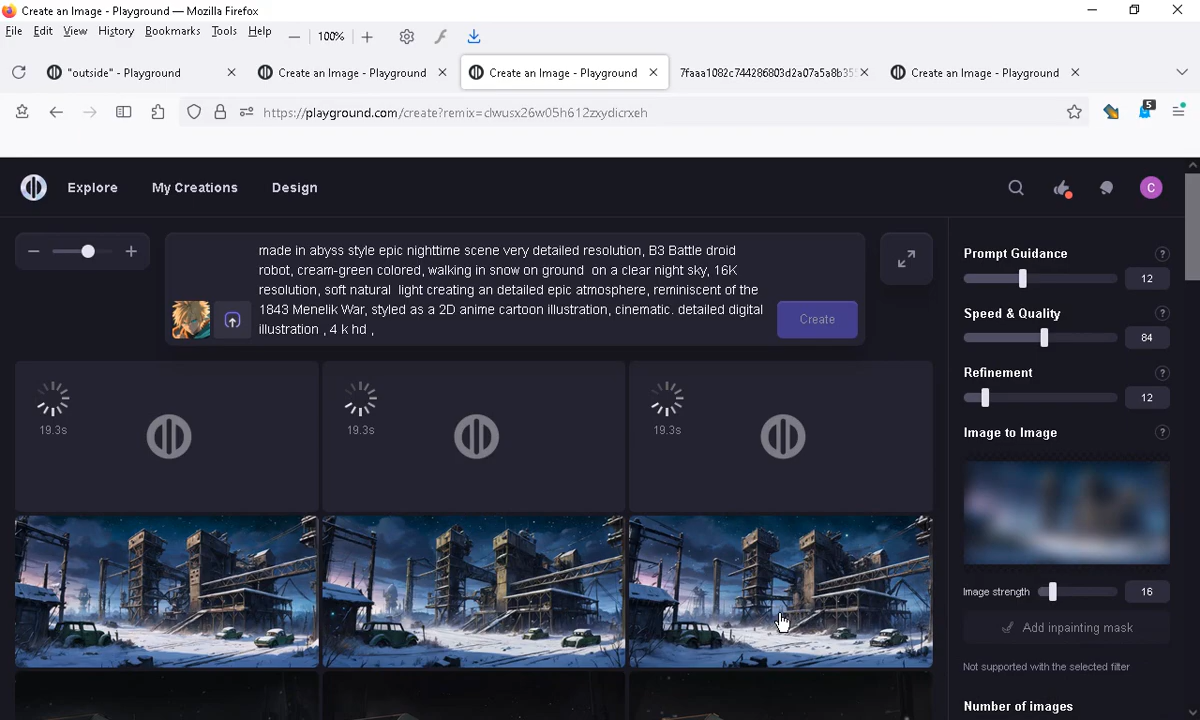 Create an Image - Playground — Mozilla Firefox
File Edit View History Bookmarks Tools Help
100%
"outside" - Playground
Create an Image - Playground
Create an Image - Playground
7faaa1082c744286803d2a07a5a8b35
Create an Image - Playground
https://playground.com/create?remix=clwusx26w05h612zxydicrxeh
5
Explore My Creations Design
C
made in abyss style epic nighttime scene very detailed resolution, B3 Battle droid
robot, cream-green colored, walking in snow on ground on a clear night sky, 16K
resolution, soft natural light creating an detailed epic atmosphere, reminiscent of the
1843 Menelik War, styled as a 2D anime cartoon illustration, cinematic. detailed digital
illustration , 4 k hd ,
Create
Prompt Guidance ?
12
Speed & Quality ?
84
Refinement ?
12
Image to Image ?
19.3s
19.3s
19.3s
Image strength 16
Add inpainting mask
Not supported with the selected filter
Number of images